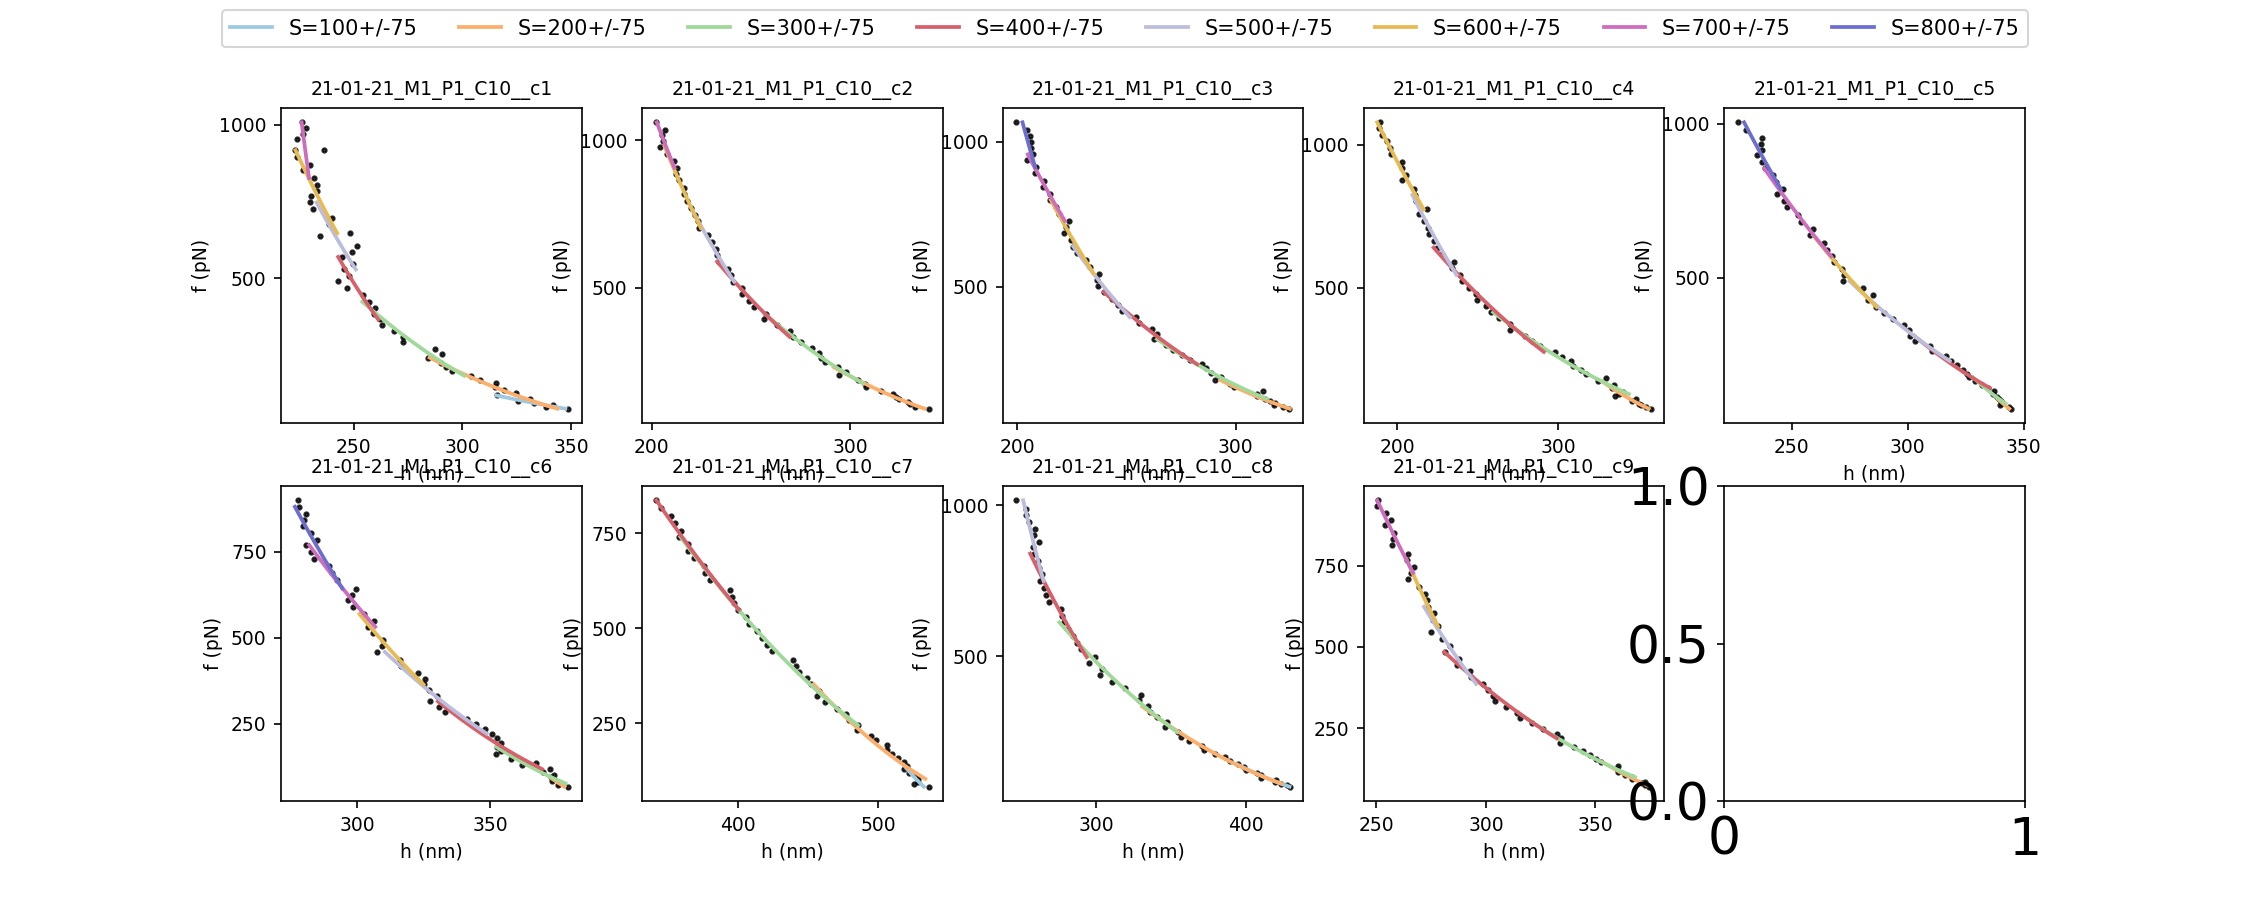 S=100+/-75 S=200+/-75 S=300+/-75 S=400+/-75 S=500+/-75 S=600+/-75 S=700+/-75 S=800+/-75
21-01-21_M1_P1_C10__c1
1000
500
f (pN)
250 300 350
h (nm)
21-01-21_M1_P1_C10__c2
1000
500
f (pN)
200 300
h (nm)
21-01-21_M1_P1_C10__c3
1000
500
f (pN)
200 300
h (nm)
21-01-21_M1_P1_C10__c4
1000
500
f (pN)
200 300
h (nm)
21-01-21_M1_P1_C10__c5
1000
500
f (pN)
250 300 350
h (nm)
21-01-21_M1_P1_C10__c6
750
500
250
f (pN)
300 350
h (nm)
21-01-21_M1_P1_C10__c7
750
500
250
f (pN)
400 500
h (nm)
21-01-21_M1_P1_C10__c8
1000
500
f (pN)
300 400
h (nm)
21-01-21_M1_P1_C10__c9
750
500
250
f (pN)
250 300 350
h (nm)
1.0
0.5
0.0
0 1